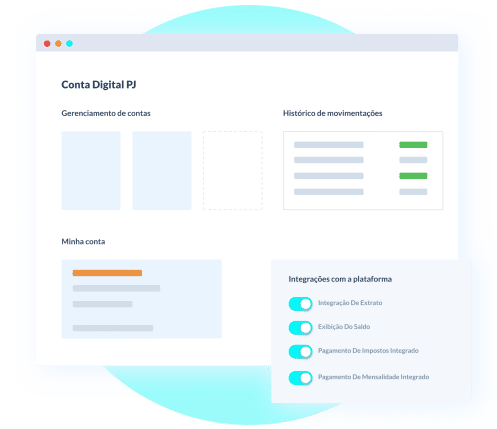 Conta Digital PJ
Gerenciamento de contas
Histórico de movimentações
Minha conta
Integrações com a plataforma
Integração De Extrato
Exibição Do Saldo
Pagamento De Impostos Integrado
Pagamento De Mensalidade Integrado